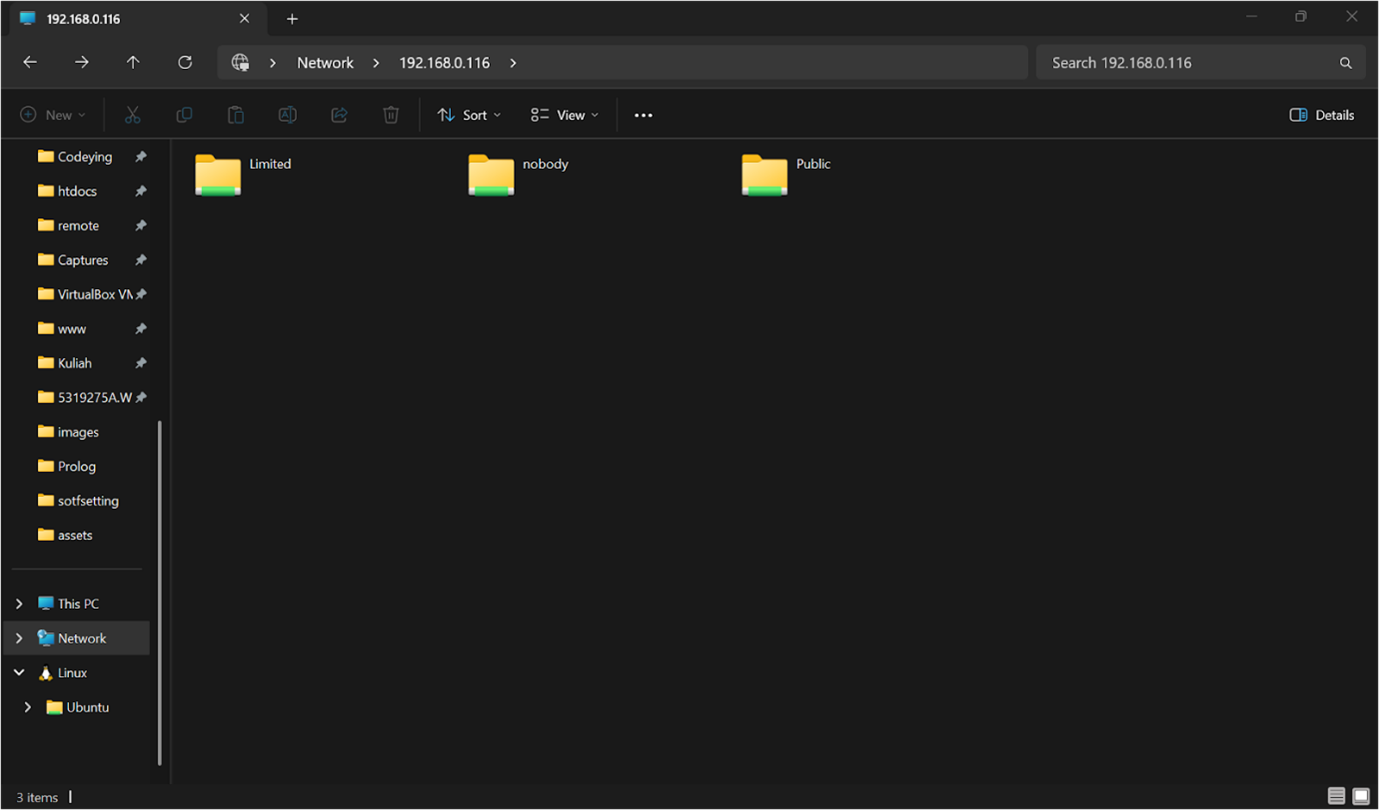 192.168.0.116
Network 192.168.0.116
Search 192.168.0.116
New
Sort
View
Details
Codeying
htdocs
remote
Captures
VirtualBox VM
www
Kuliah
5319275A.W
images
Prolog
sotfsetting
assets
This PC
Network
Linux
Ubuntu
Limited
nobody
Public
3 items